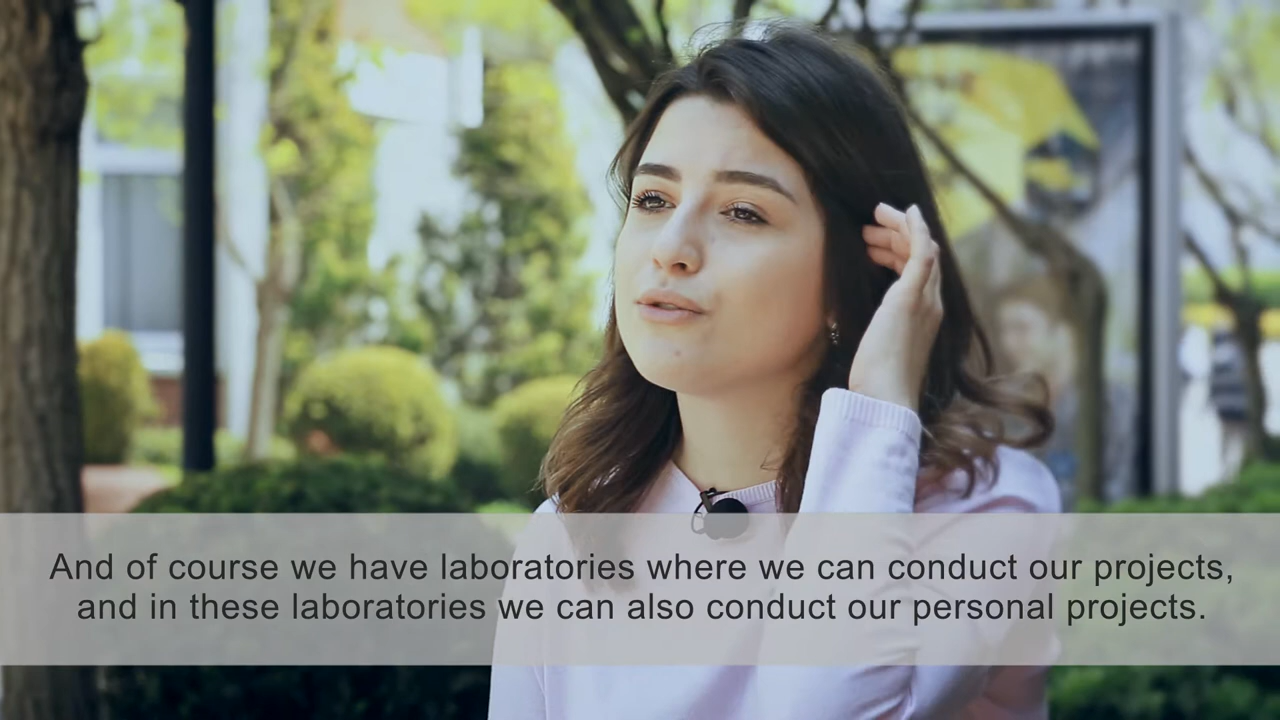 And of course we have laboratories where we can conduct our projects,
and in these laboratories we can also conduct our personal projects.